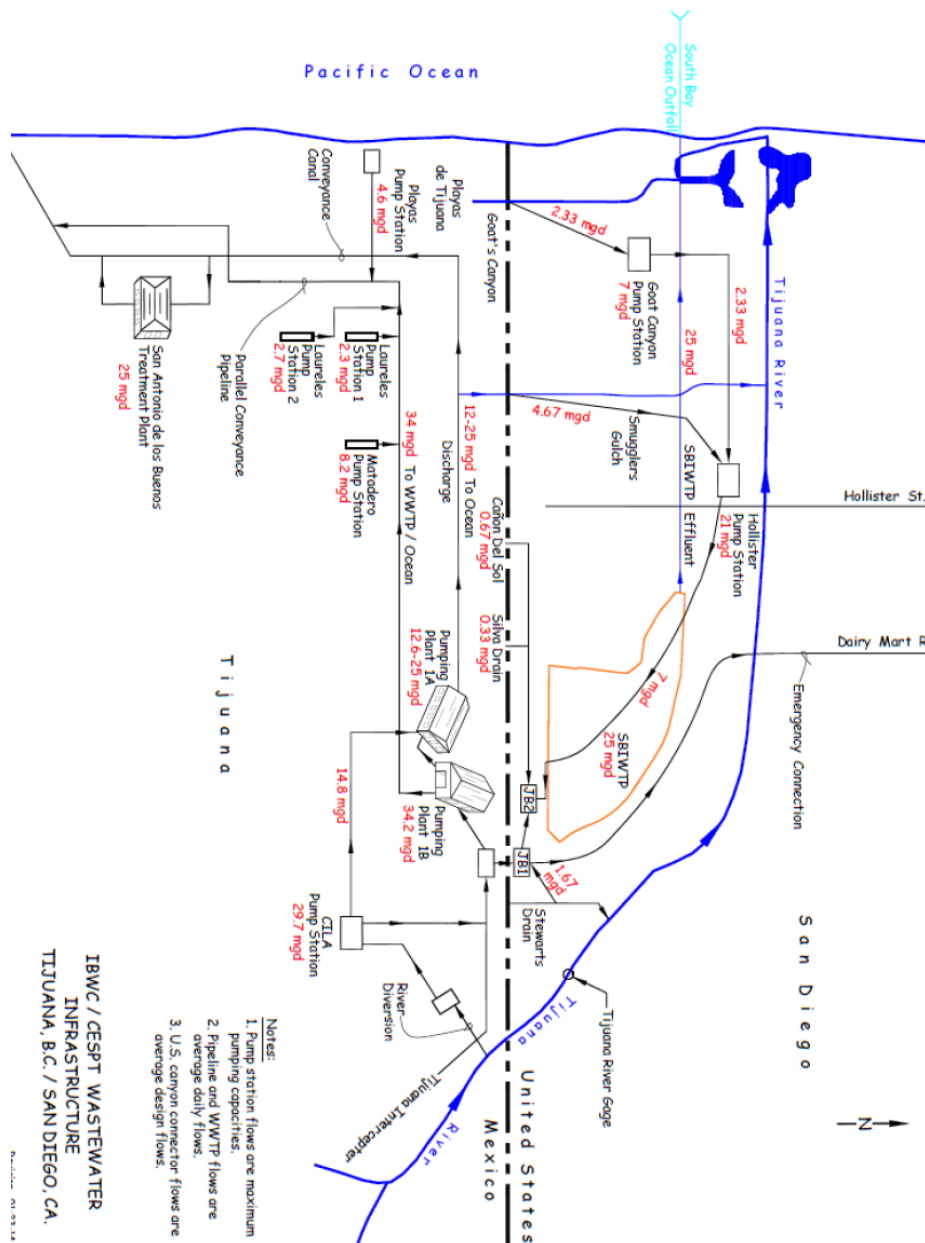 Pacific Ocean
South Bay
Ocean Outfall
Tijuana River
Playas
de Tijuana
Goat's Canyon
2.33 mgd
Goat Canyon
Pump Station
7 mgd
2.33 mgd
25 mgd
SBIWTP Effluent
4.67 mgd
Smugglers
Gulch
Hollister St.
Hollister
Pump Station
21 mgd
Dairy Mart R
Emergency Connection
Playas
Pump Station
4.6 mgd
Conveyance
Canal
San Antonio de los Buenos
Treatment Plant
25 mgd
Parallel Conveyance
Pipeline
Laureles
Pump
Station 1
2.3 mgd
Laureles
Pump
Station 2
2.7 mgd
Matadero
Pump Station
8.2 mgd
34 mgd To WWTP / Ocean
Discharge
12-25 mgd To Ocean
Cañon Del Sol
0.67 mgd
Silva Drain
0.33 mgd
7 mgd
SBIWTP
25 mgd
JB2
JB1
1.67
mgd
Stewarts
Drain
Pumping
Plant 1A
12.6-25 mgd
Pumping
Plant 1B
34.2 mgd
14.8 mgd
CILA
Pump Station
29.7 mgd
River
Diversion
Tijuana Interceptor
Tijuana
River
Tijuana River Gage
Tijuana
San Diego
United States
Mexico
N
Notes:
1. Pump station flows are maximum
pumping capacities.
2. Pipeline and WWTP flows are
average daily flows.
3. U.S. canyon connector flows are
average design flows.
IBWC / CESPT WASTEWATER
INFRASTRUCTURE
TIJUANA, B.C. / SAN DIEGO, CA.